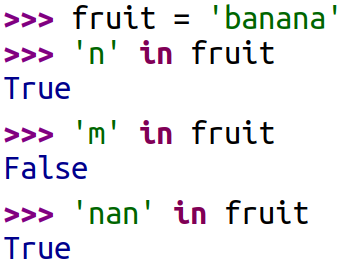 >>> fruit = 'banana'
>>> 'n' in fruit
True
>>> 'm' in fruit
False
>>> 'nan' in fruit
True